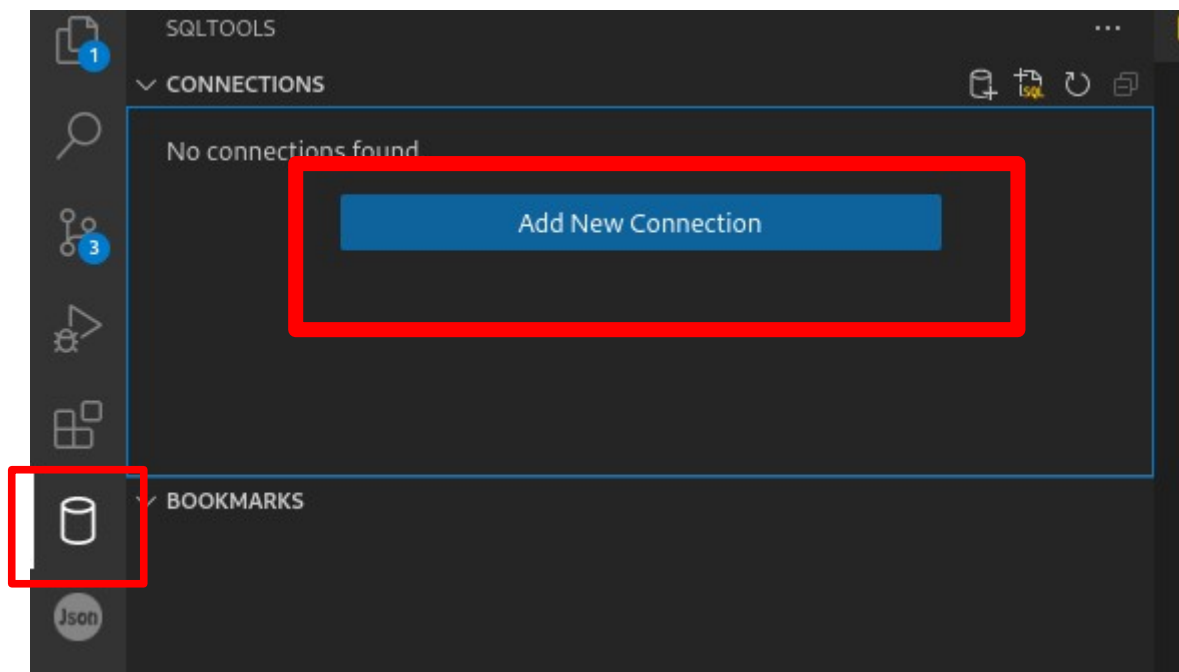 SQLTOOLS
1
CONNECTIONS
SQL
No connections found
Add New Connection
3
BOOKMARKS
Json